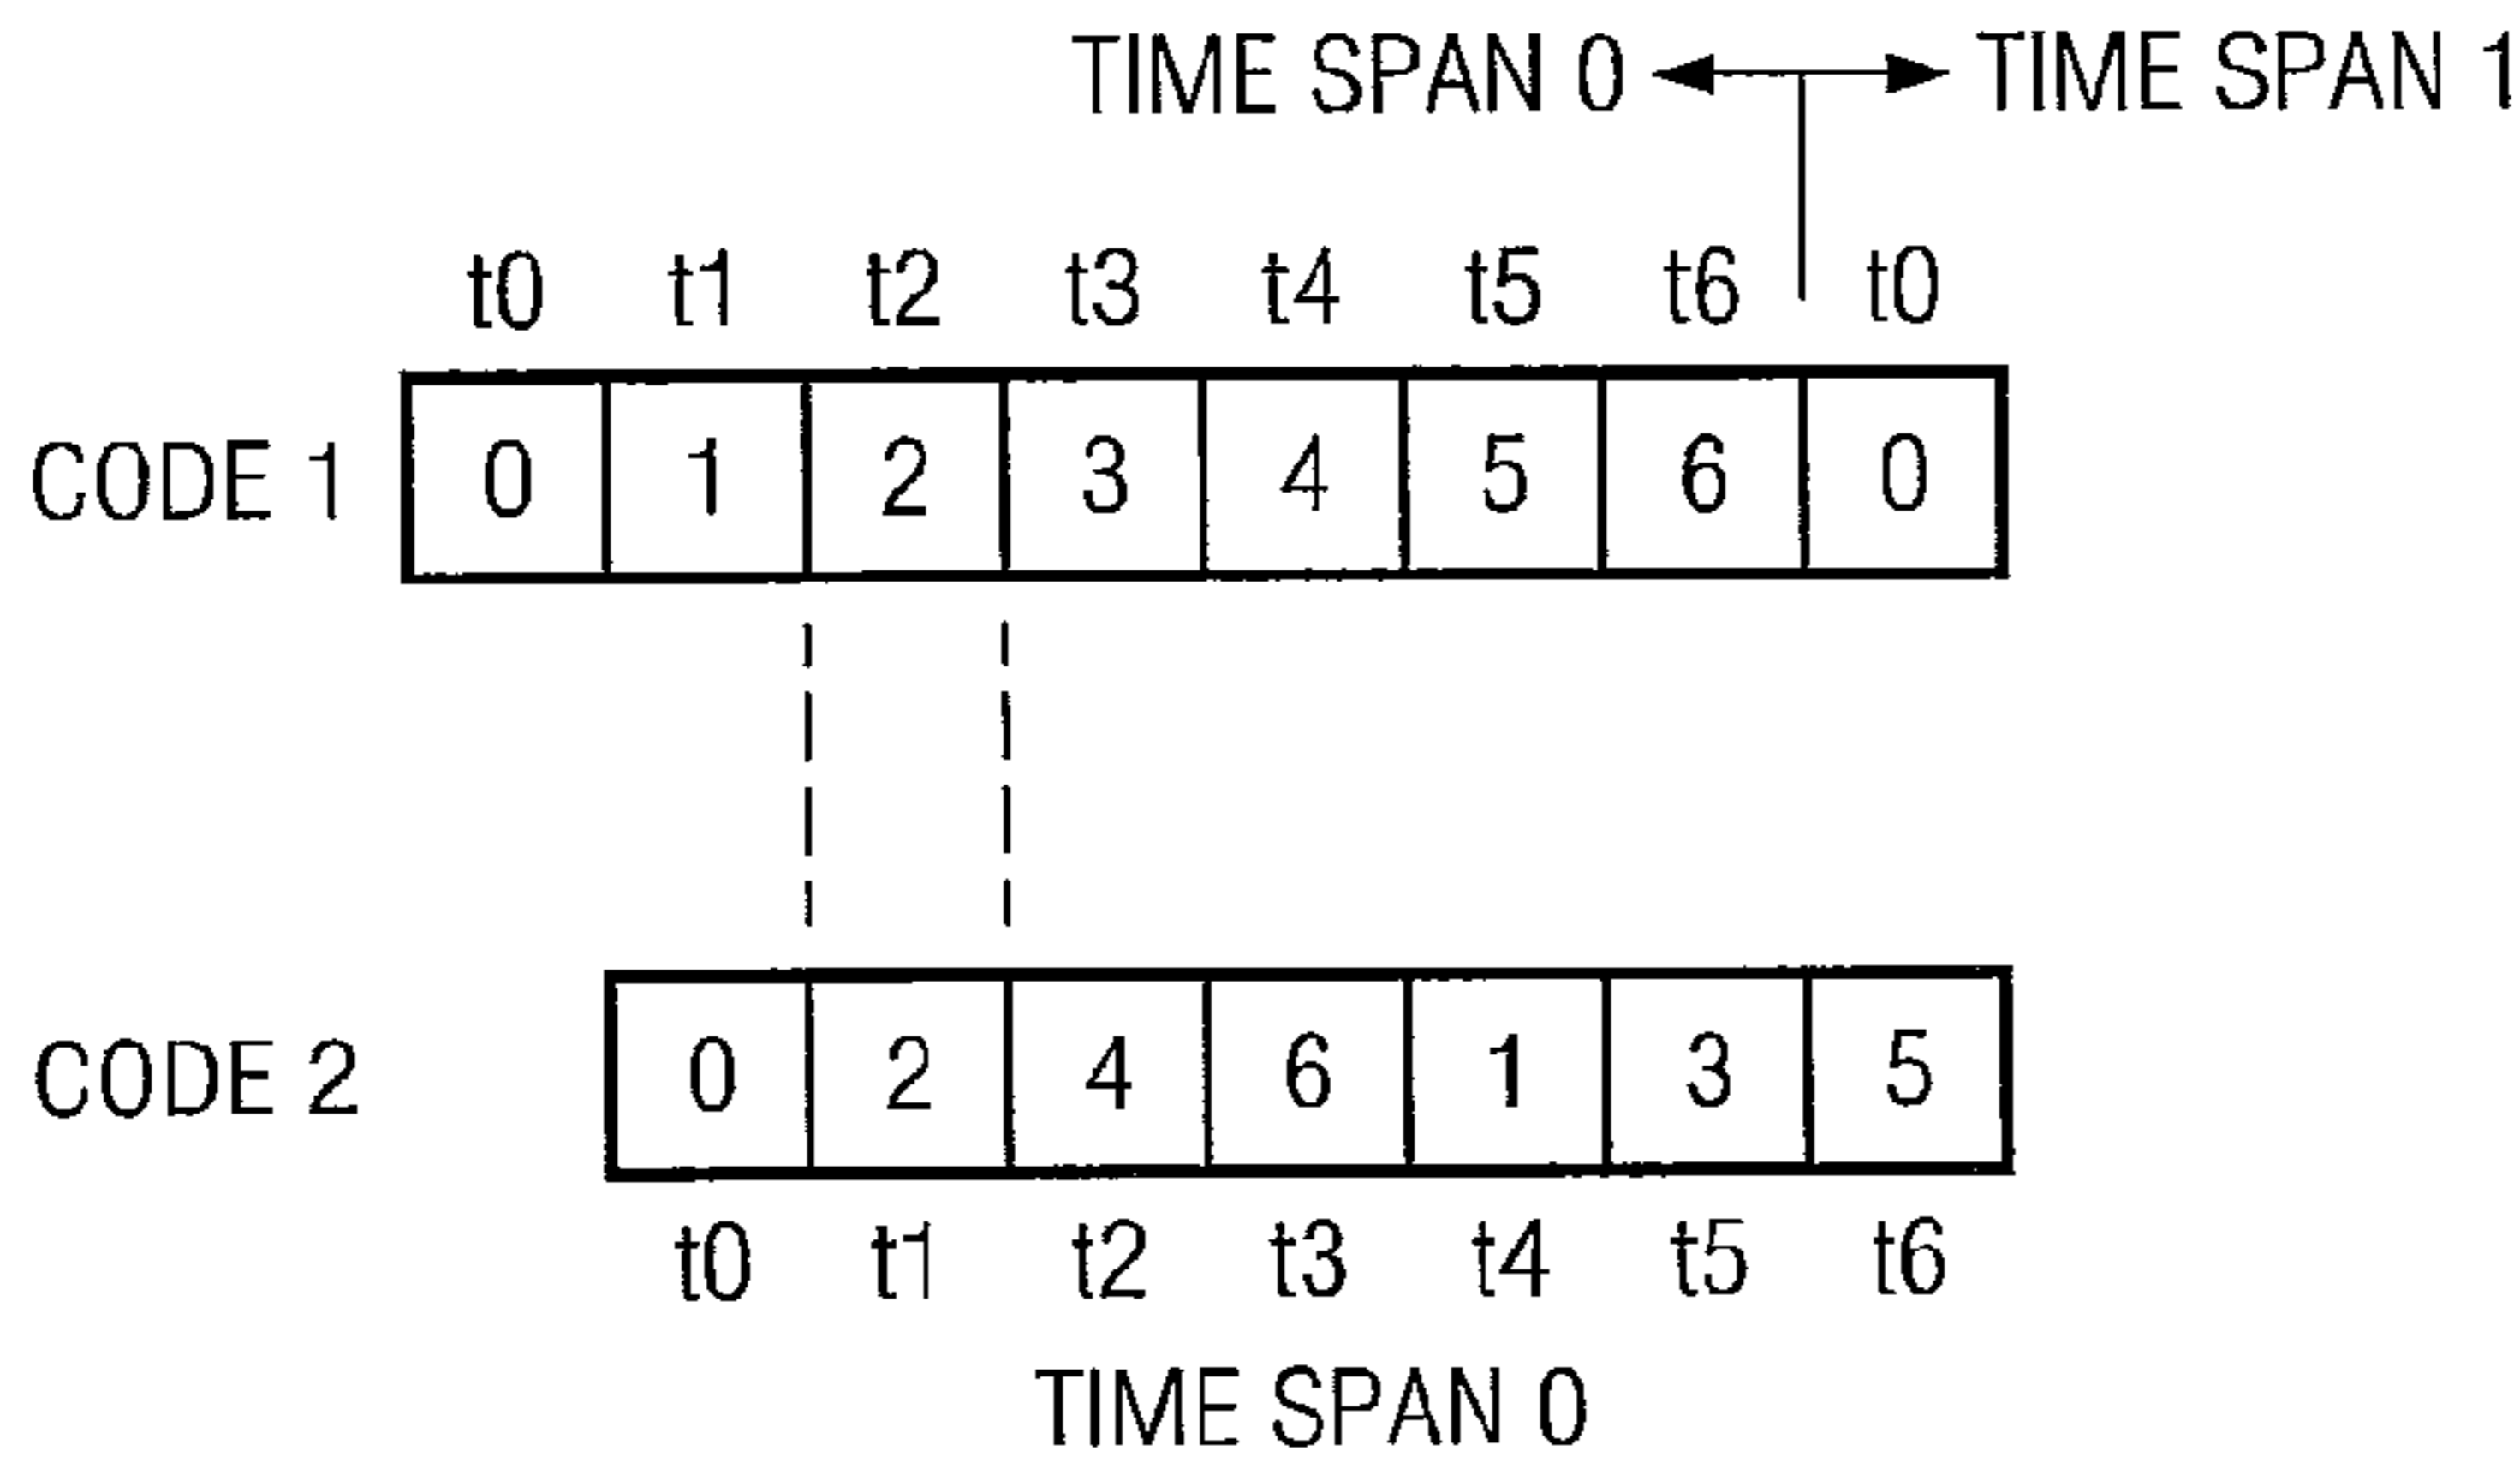 TIME SPAN 0 TIME SPAN 1
t0 t1 t2 t3 t4 t5 t6 t0
CODE 1 0 1 2 3 4 5 6 0
CODE 2 0 2 4 6 1 3 5
t0 t1 t2 t3 t4 t5 t6
TIME SPAN 0